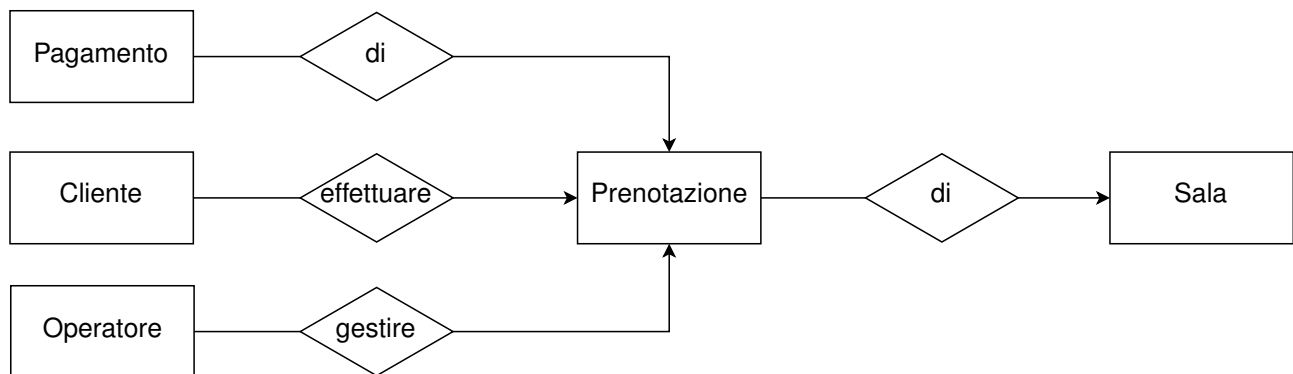 Pagamento
di
Cliente
effettuare
Prenotazione
di
Sala
Operatore
gestire